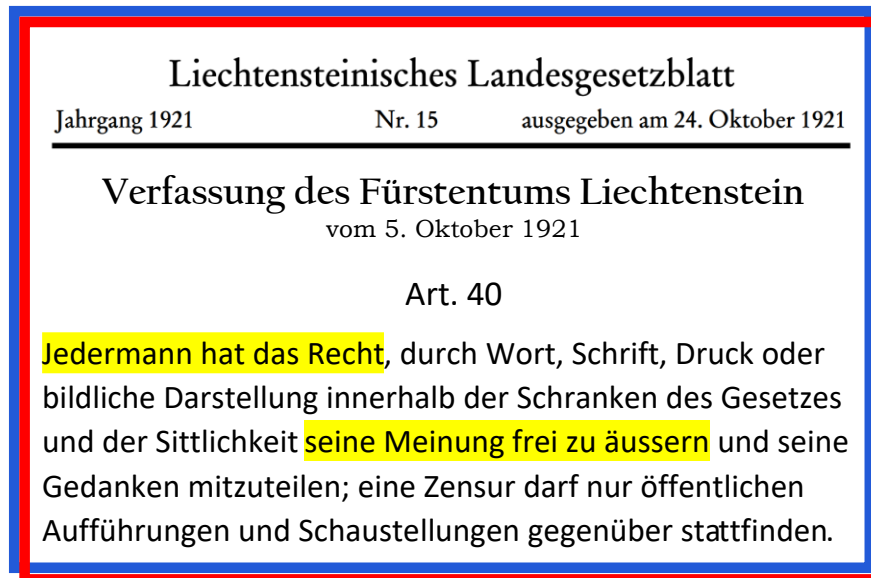 Liechtensteinisches Landesgesetzblatt
Jahrgang 1921 Nr. 15 ausgegeben am 24. Oktober 1921
Verfassung des Fürstentums Liechtenstein
vom 5. Oktober 1921
Art. 40
Jedermann hat das Recht, durch Wort, Schrift, Druck oder
bildliche Darstellung innerhalb der Schranken des Gesetzes
und der Sittlichkeit seine Meinung frei zu äussern und seine
Gedanken mitzuteilen; eine Zensur darf nur öffentlichen
Aufführungen und Schaustellungen gegenüber stattfinden.